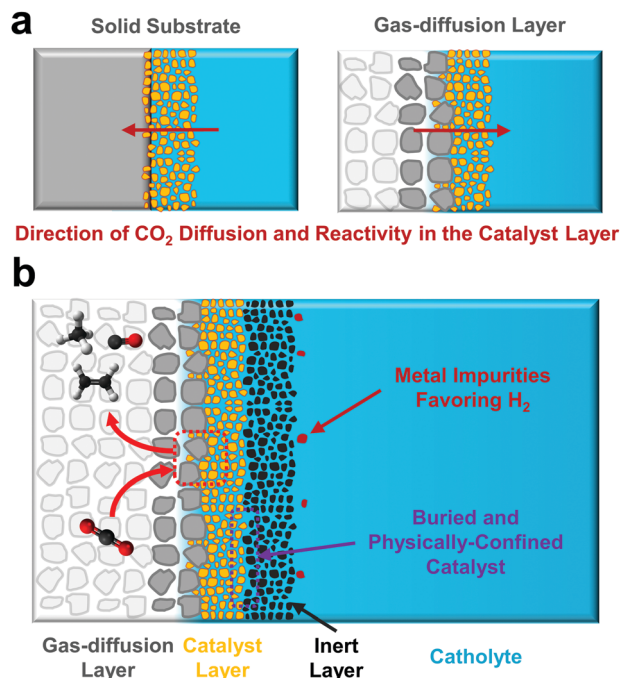 a
Solid Substrate
Gas-diffusion Layer
Direction of CO₂ Diffusion and Reactivity in the Catalyst Layer
b
Metal Impurities
Favoring H₂
Buried and
Physically-Confined
Catalyst
Gas-diffusion
Layer
Catalyst
Layer
Inert
Layer
Catholyte